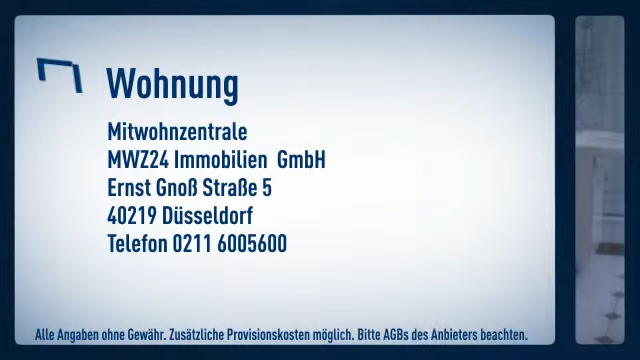 Wohnung
Mitwohnzentrale
MWZ24 Immobilien GmbH
Ernst Gnoß Straße 5
40219 Düsseldorf
Telefon 0211 6005600
Alle Angaben ohne Gewähr. Zusätzliche Provisionskosten möglich. Bitte AGBs des Anbieters beachten.